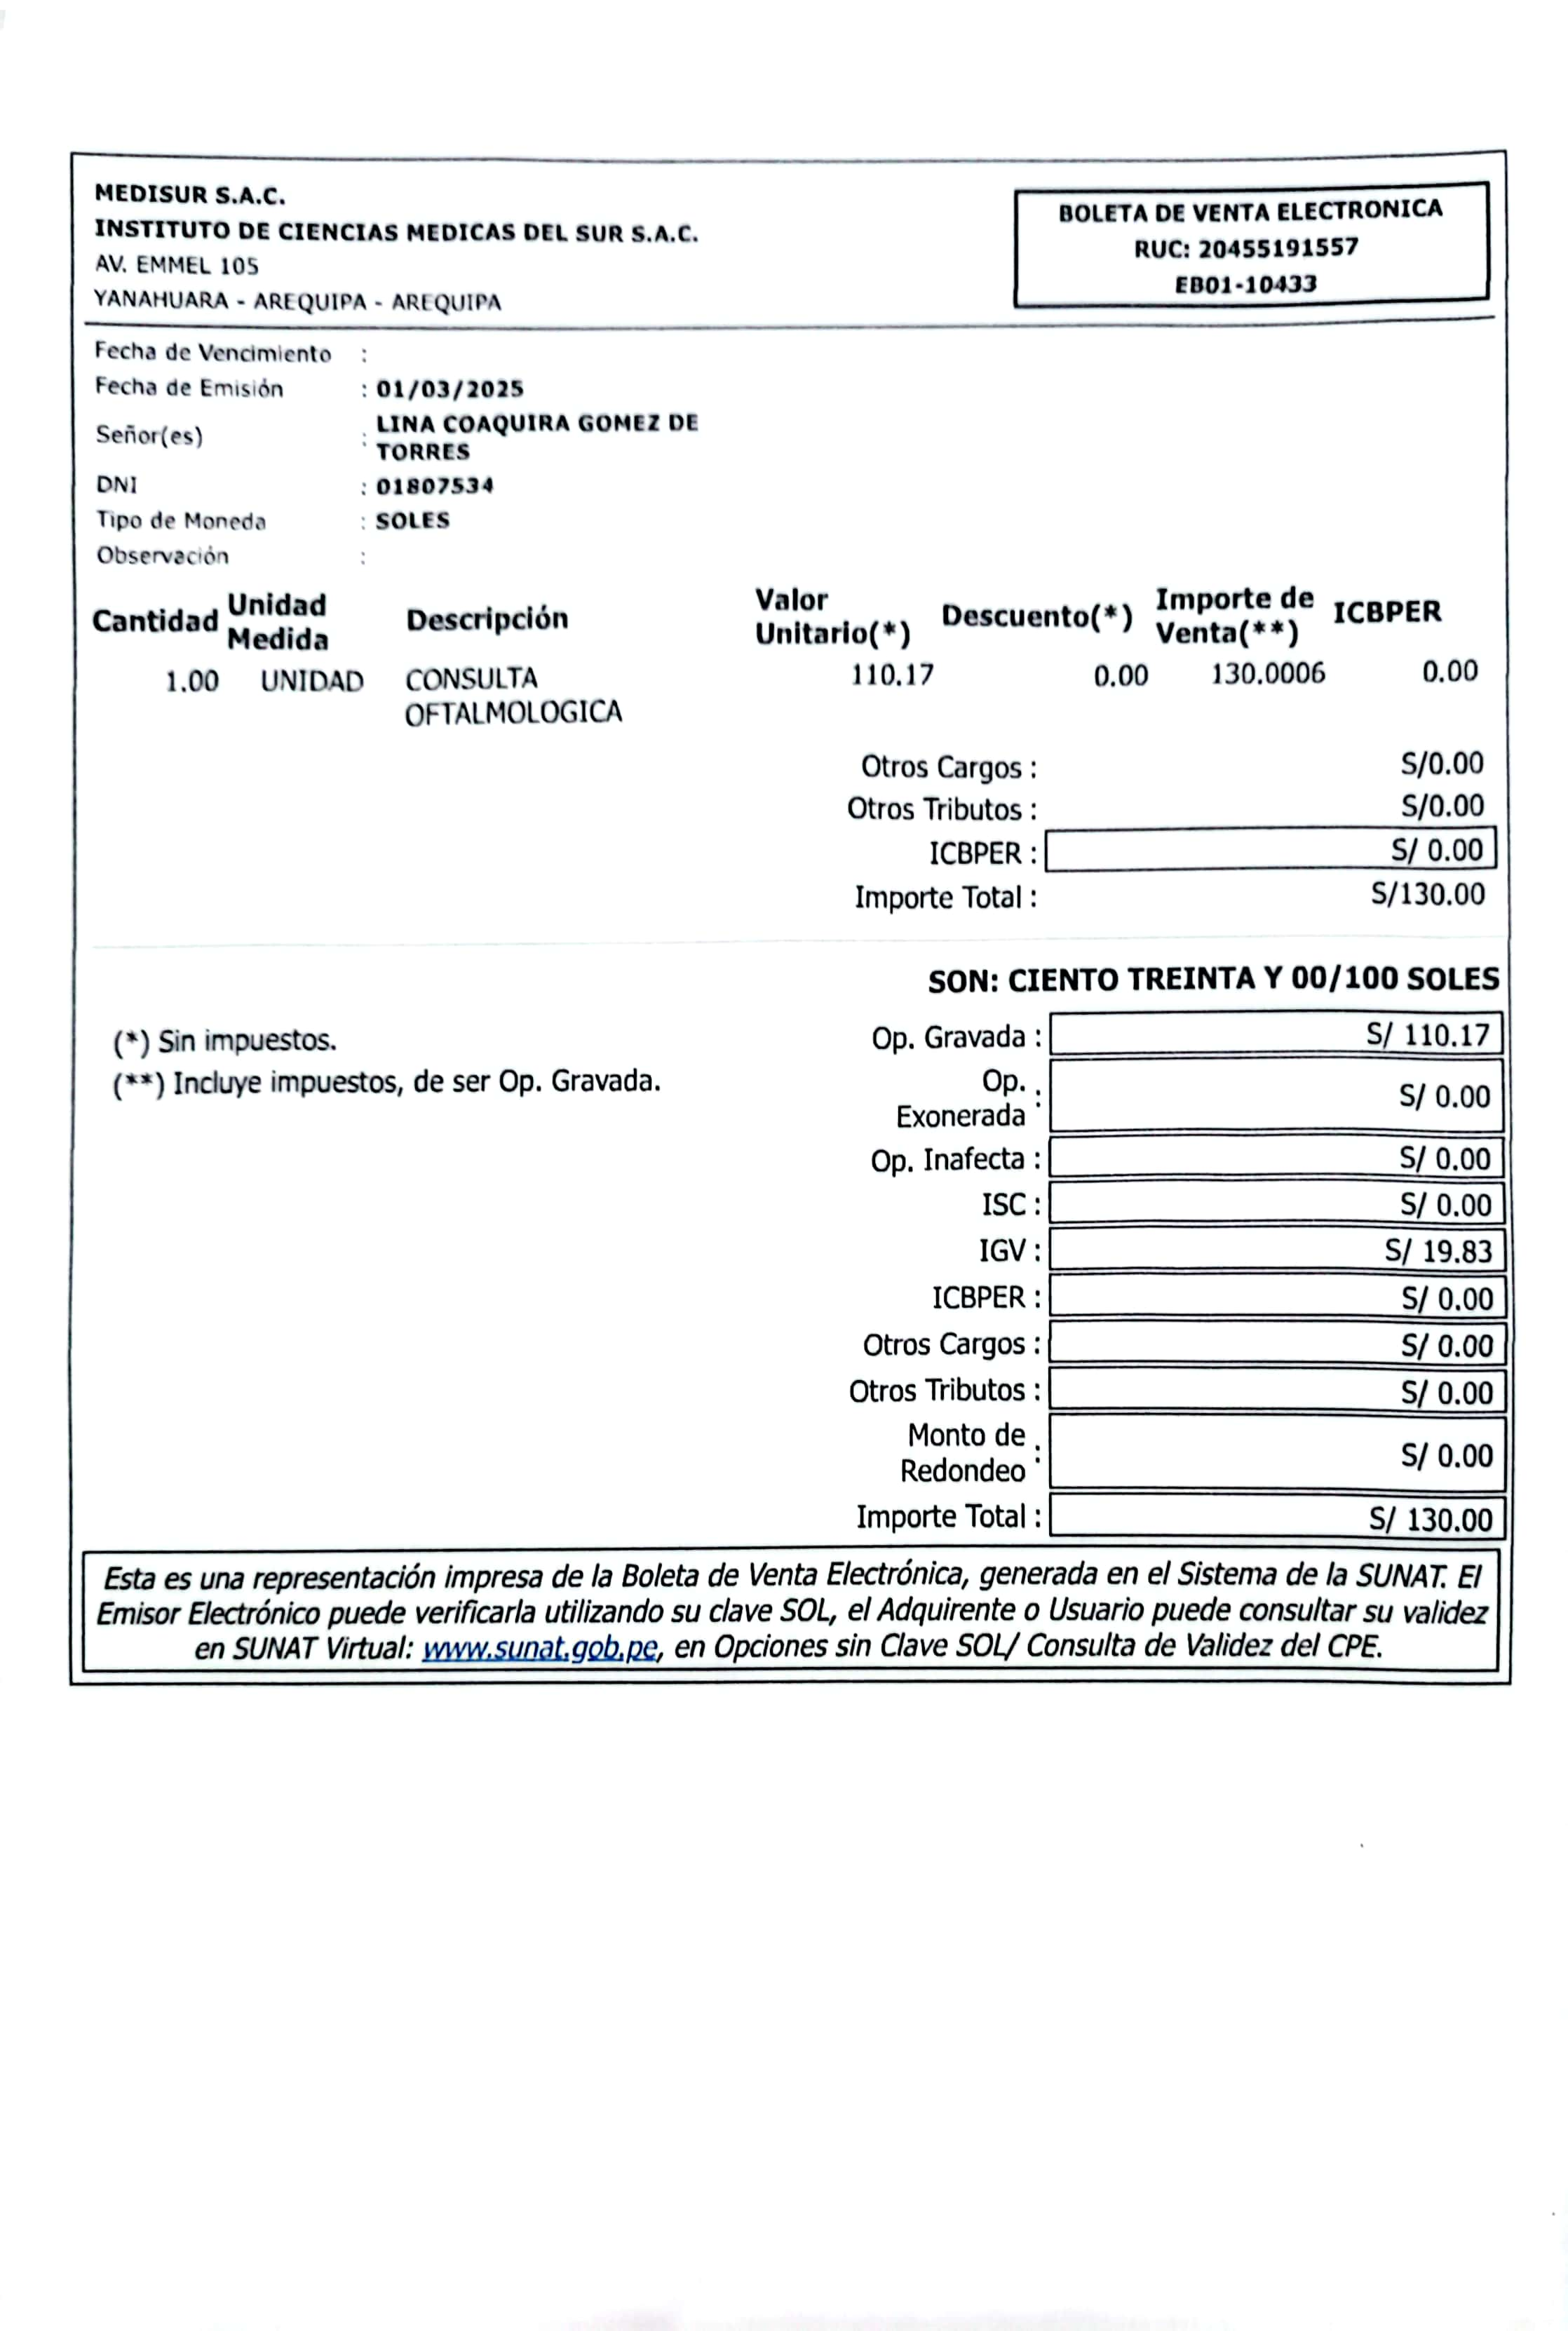 MEDISUR S.A.C.
INSTITUTO DE CIENCIAS MEDICAS DEL SUR S.A.C.
AV. EMMEL 105
YANAHUARA - AREQUIPA - AREQUIPA
BOLETA DE VENTA ELECTRONICA
RUC: 20455191557
EB01-10433
Fecha de Vencimiento :
Fecha de Emisión : 01/03/2025
Señor(es) : LINA COAQUIRA GOMEZ DE
TORRES
DNI : 01807534
Tipo de Moneda : SOLES
Observación :
Cantidad Unidad Medida Descripción Valor Unitario(*) Descuento(*) Importe de Venta(**) ICBPER
1.00 UNIDAD CONSULTA 110.17 0.00 130.0006 0.00
OFTALMOLOGICA
Otros Cargos : S/0.00
Otros Tributos : S/0.00
ICBPER : S/ 0.00
Importe Total : S/130.00
SON: CIENTO TREINTA Y 00/100 SOLES
(*) Sin impuestos.
(**) Incluye impuestos, de ser Op. Gravada.
Op. Gravada : S/ 110.17
Op. Exonerada : S/ 0.00
Op. Inafecta : S/ 0.00
ISC : S/ 0.00
IGV : S/ 19.83
ICBPER : S/ 0.00
Otros Cargos : S/ 0.00
Otros Tributos : S/ 0.00
Monto de Redondeo : S/ 0.00
Importe Total : S/ 130.00
Esta es una representación impresa de la Boleta de Venta Electrónica, generada en el Sistema de la SUNAT. El
Emisor Electrónico puede verificarla utilizando su clave SOL, el Adquirente o Usuario puede consultar su validez
en SUNAT Virtual: www.sunat.gob.pe, en Opciones sin Clave SOL/ Consulta de Validez del CPE.